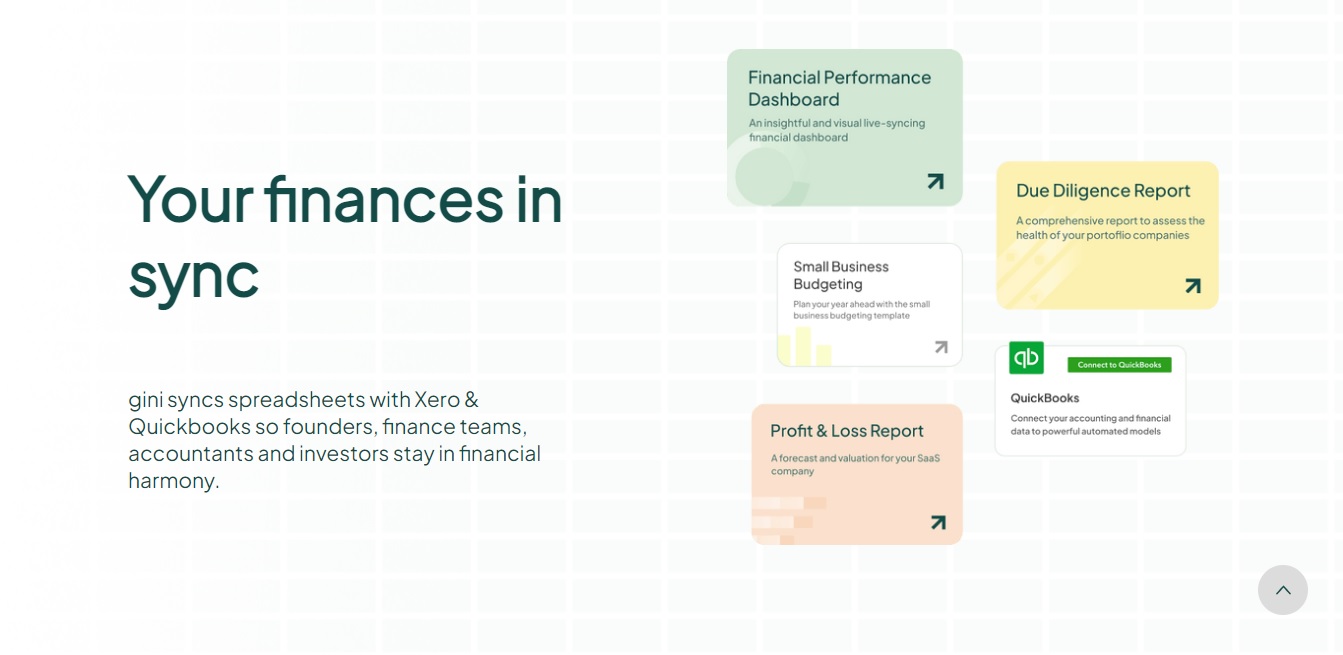 Your finances in
sync
gini syncs spreadsheets with Xero &
Quickbooks so founders, finance teams,
accountants and investors stay in financial
harmony.
Financial Performance
Dashboard
An insightful and visual live-syncing
financial dashboard
Due Diligence Report
A comprehensive report to assess the
health of your portoflio companies
Small Business
Budgeting
Plan your year ahead with the small
business budgeting template
qb
Connect to QuickBooks
QuickBooks
Connect your accounting and financial
data to powerful automated models
Profit & Loss Report
A forecast and valuation for your SaaS
company